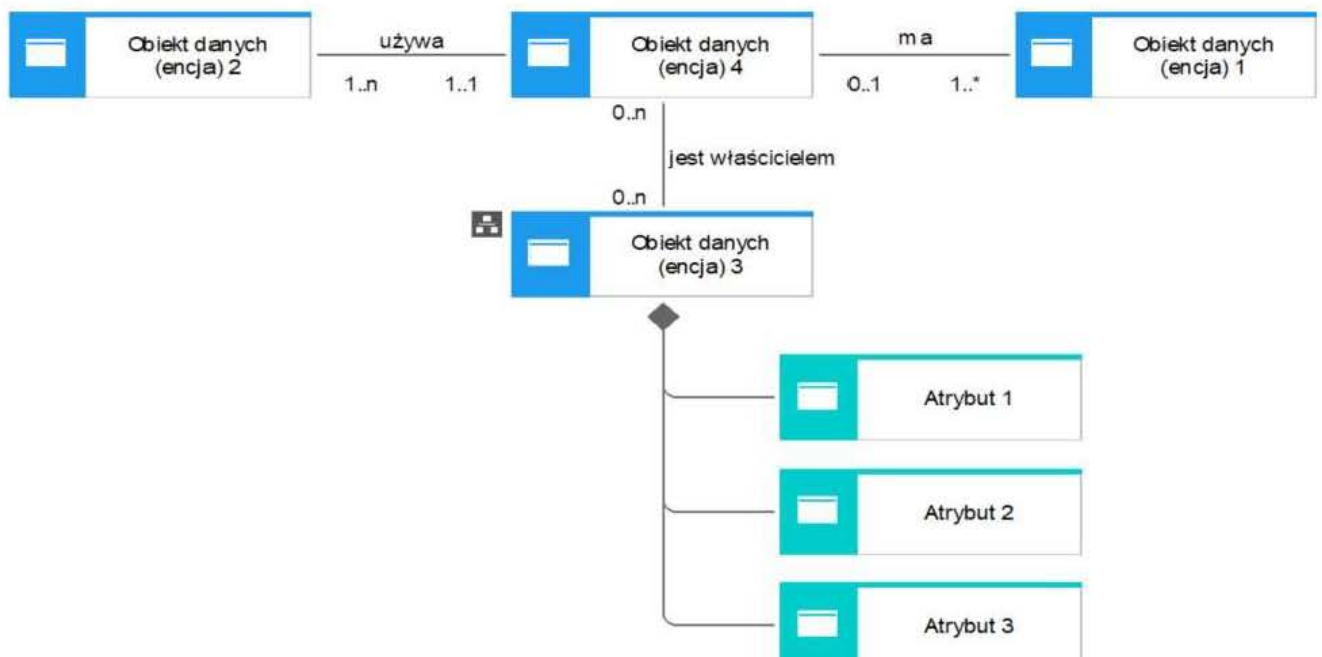 Obiekt danych
(encja) 2
używa
1..n
1..1
Obiekt danych
(encja) 4
ma
0..1
1..*
Obiekt danych
(encja) 1
0..n
jest właścicielem
0..n
Obiekt danych
(encja) 3
Atrybut 1
Atrybut 2
Atrybut 3